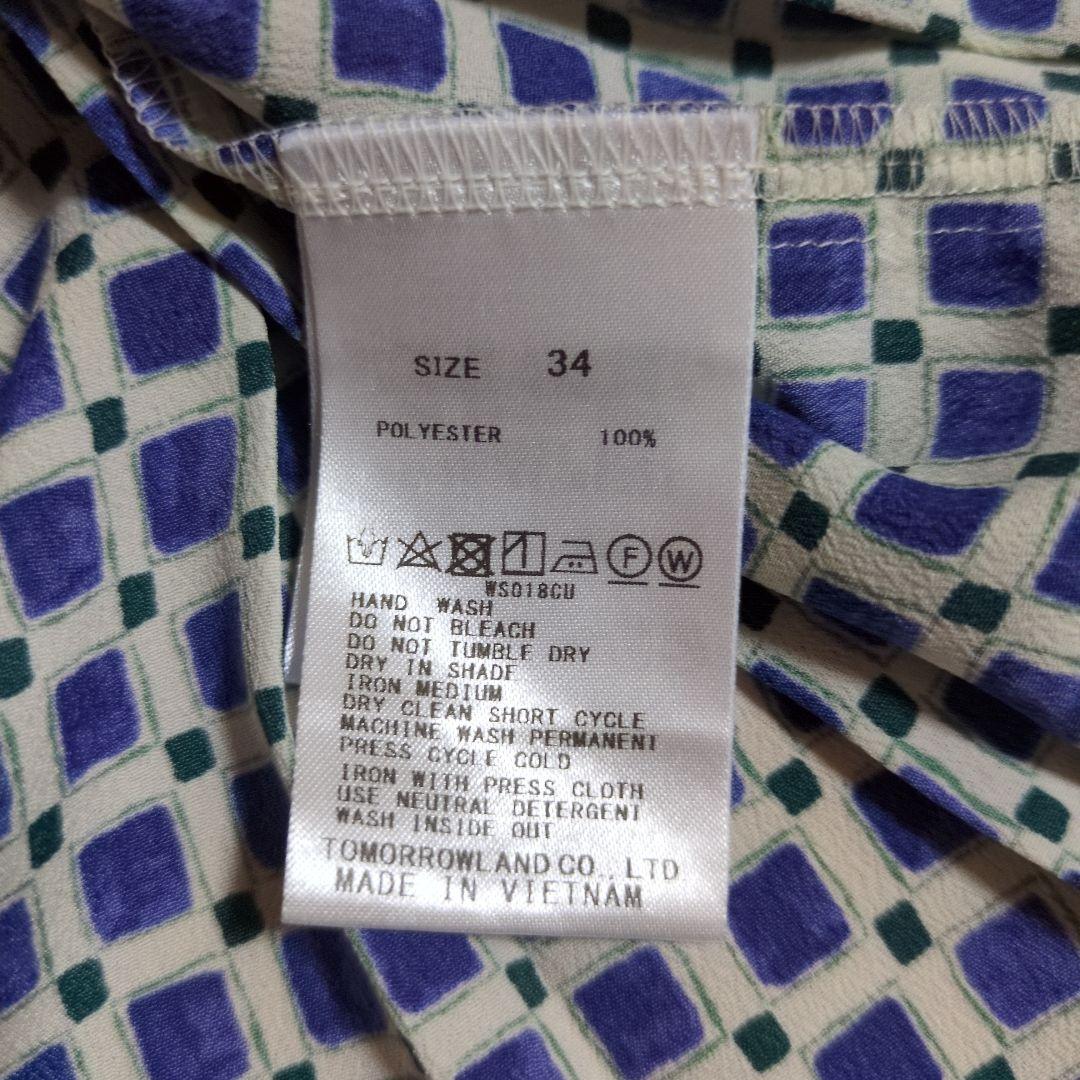 SIZE 34
POLYESTER 100%
F W
WS018CU
HAND WASH
DO NOT BLEACH
DO NOT TUMBLE DRY
DRY IN SHADE
IRON MEDIUM
DRY CLEAN SHORT CYCLE
MACHINE WASH PERMANENT
PRESS CYCLE COLD
IRON WITH PRESS CLOTH
USE NEUTRAL DETERGENT
WASH INSIDE OUT
TOMORROWLAND CO., LTD
MADE IN VIETNAM